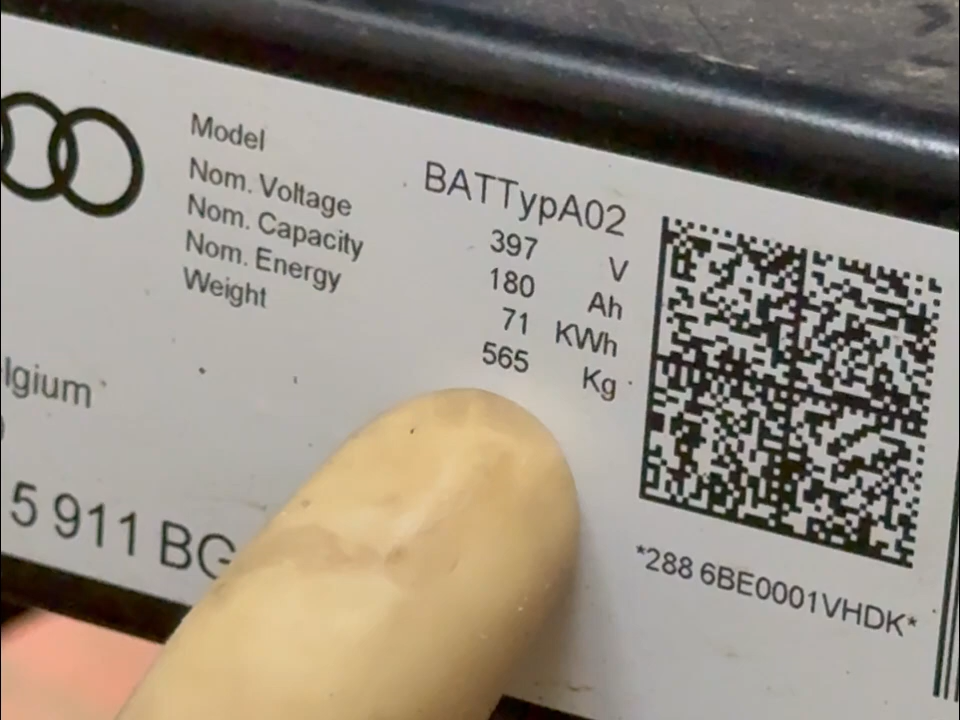 Model BATTypA02
Nom. Voltage 397 V
Nom. Capacity 180 Ah
Nom. Energy 71 KWh
Weight 565 Kg
lgium
5 911 BG
*288 6BE0001VHDK*